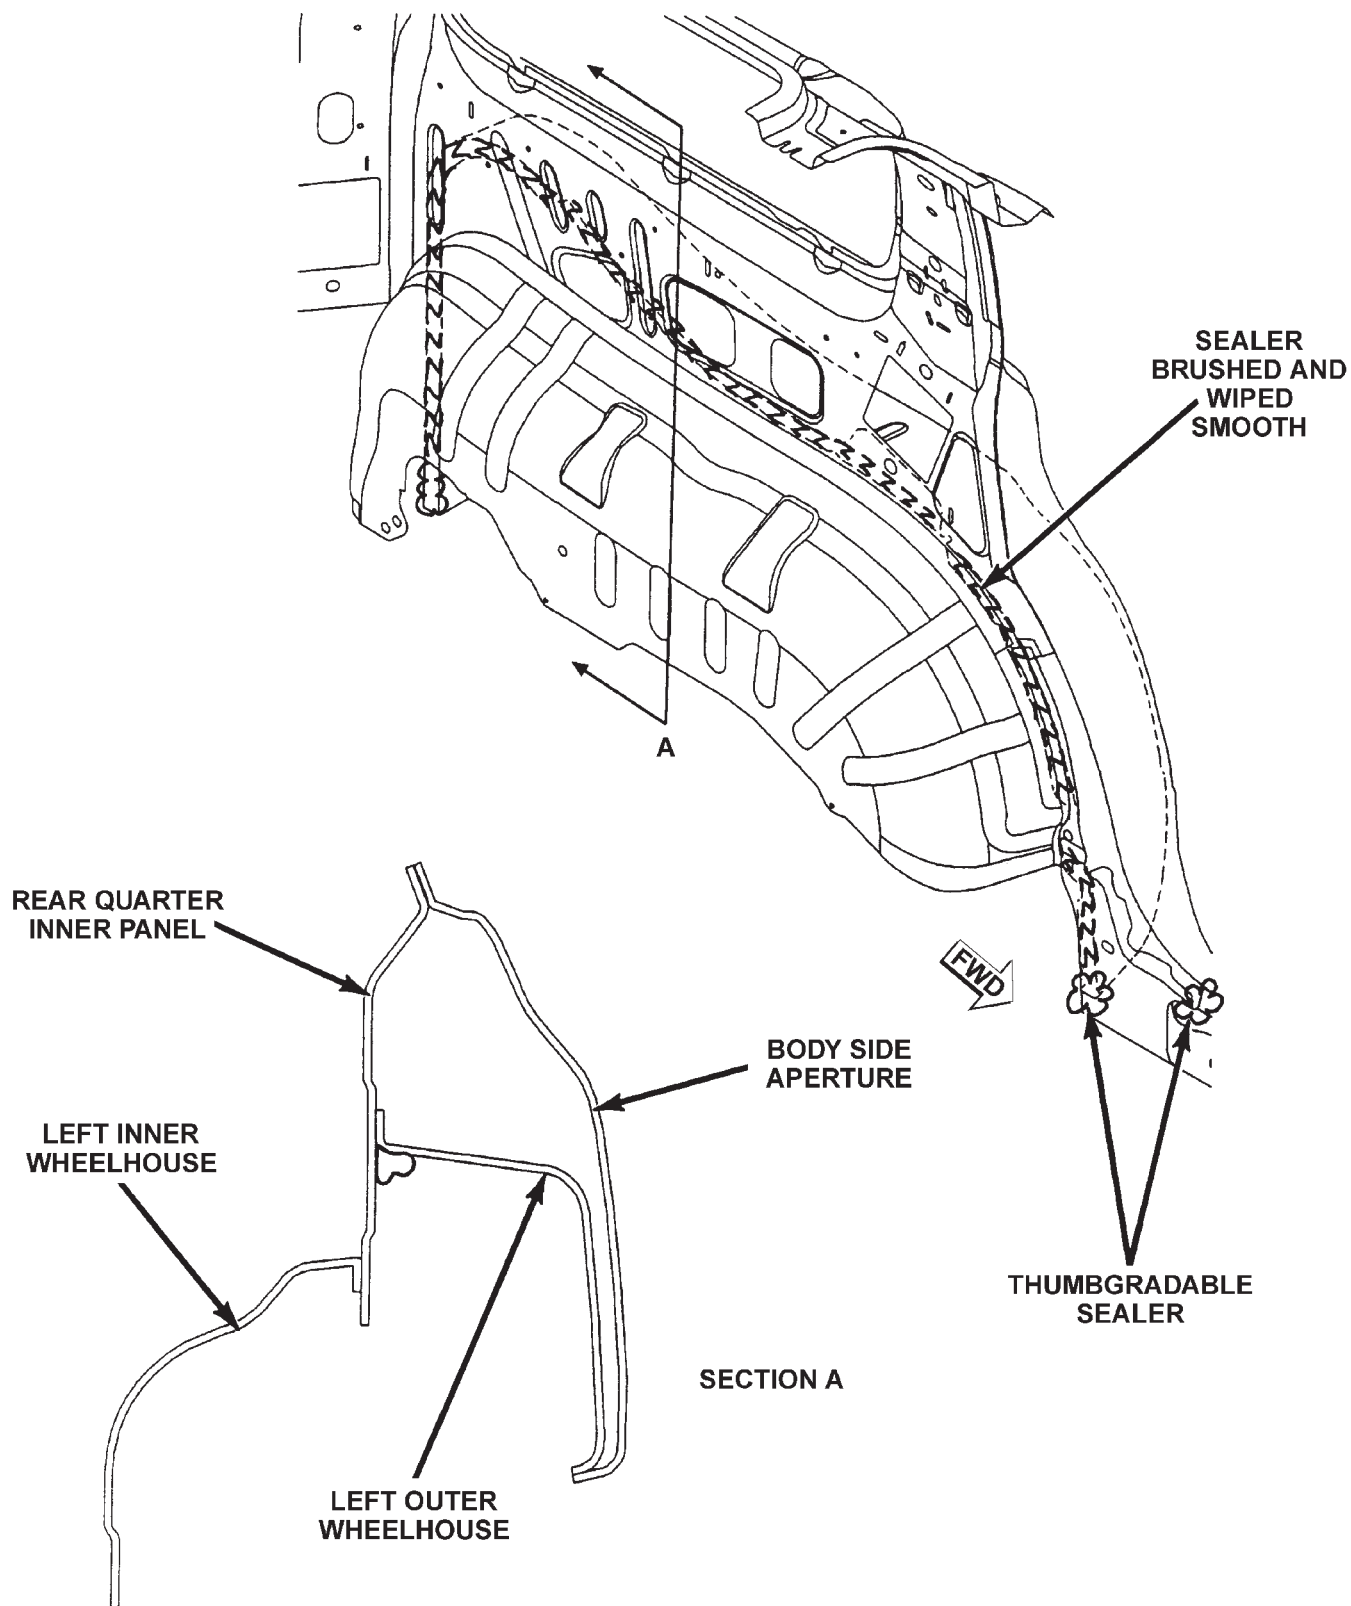 SEALER
BRUSHED AND
WIPED
SMOOTH
A
REAR QUARTER
INNER PANEL
FWD
BODY SIDE
APERTURE
LEFT INNER
WHEELHOUSE
THUMBGRADABLE
SEALER
SECTION A
LEFT OUTER
WHEELHOUSE